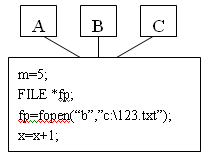 A B C
m=5;
FILE *fp;
fp=fopen(“b”,”c:\123.txt”);
x=x+1;